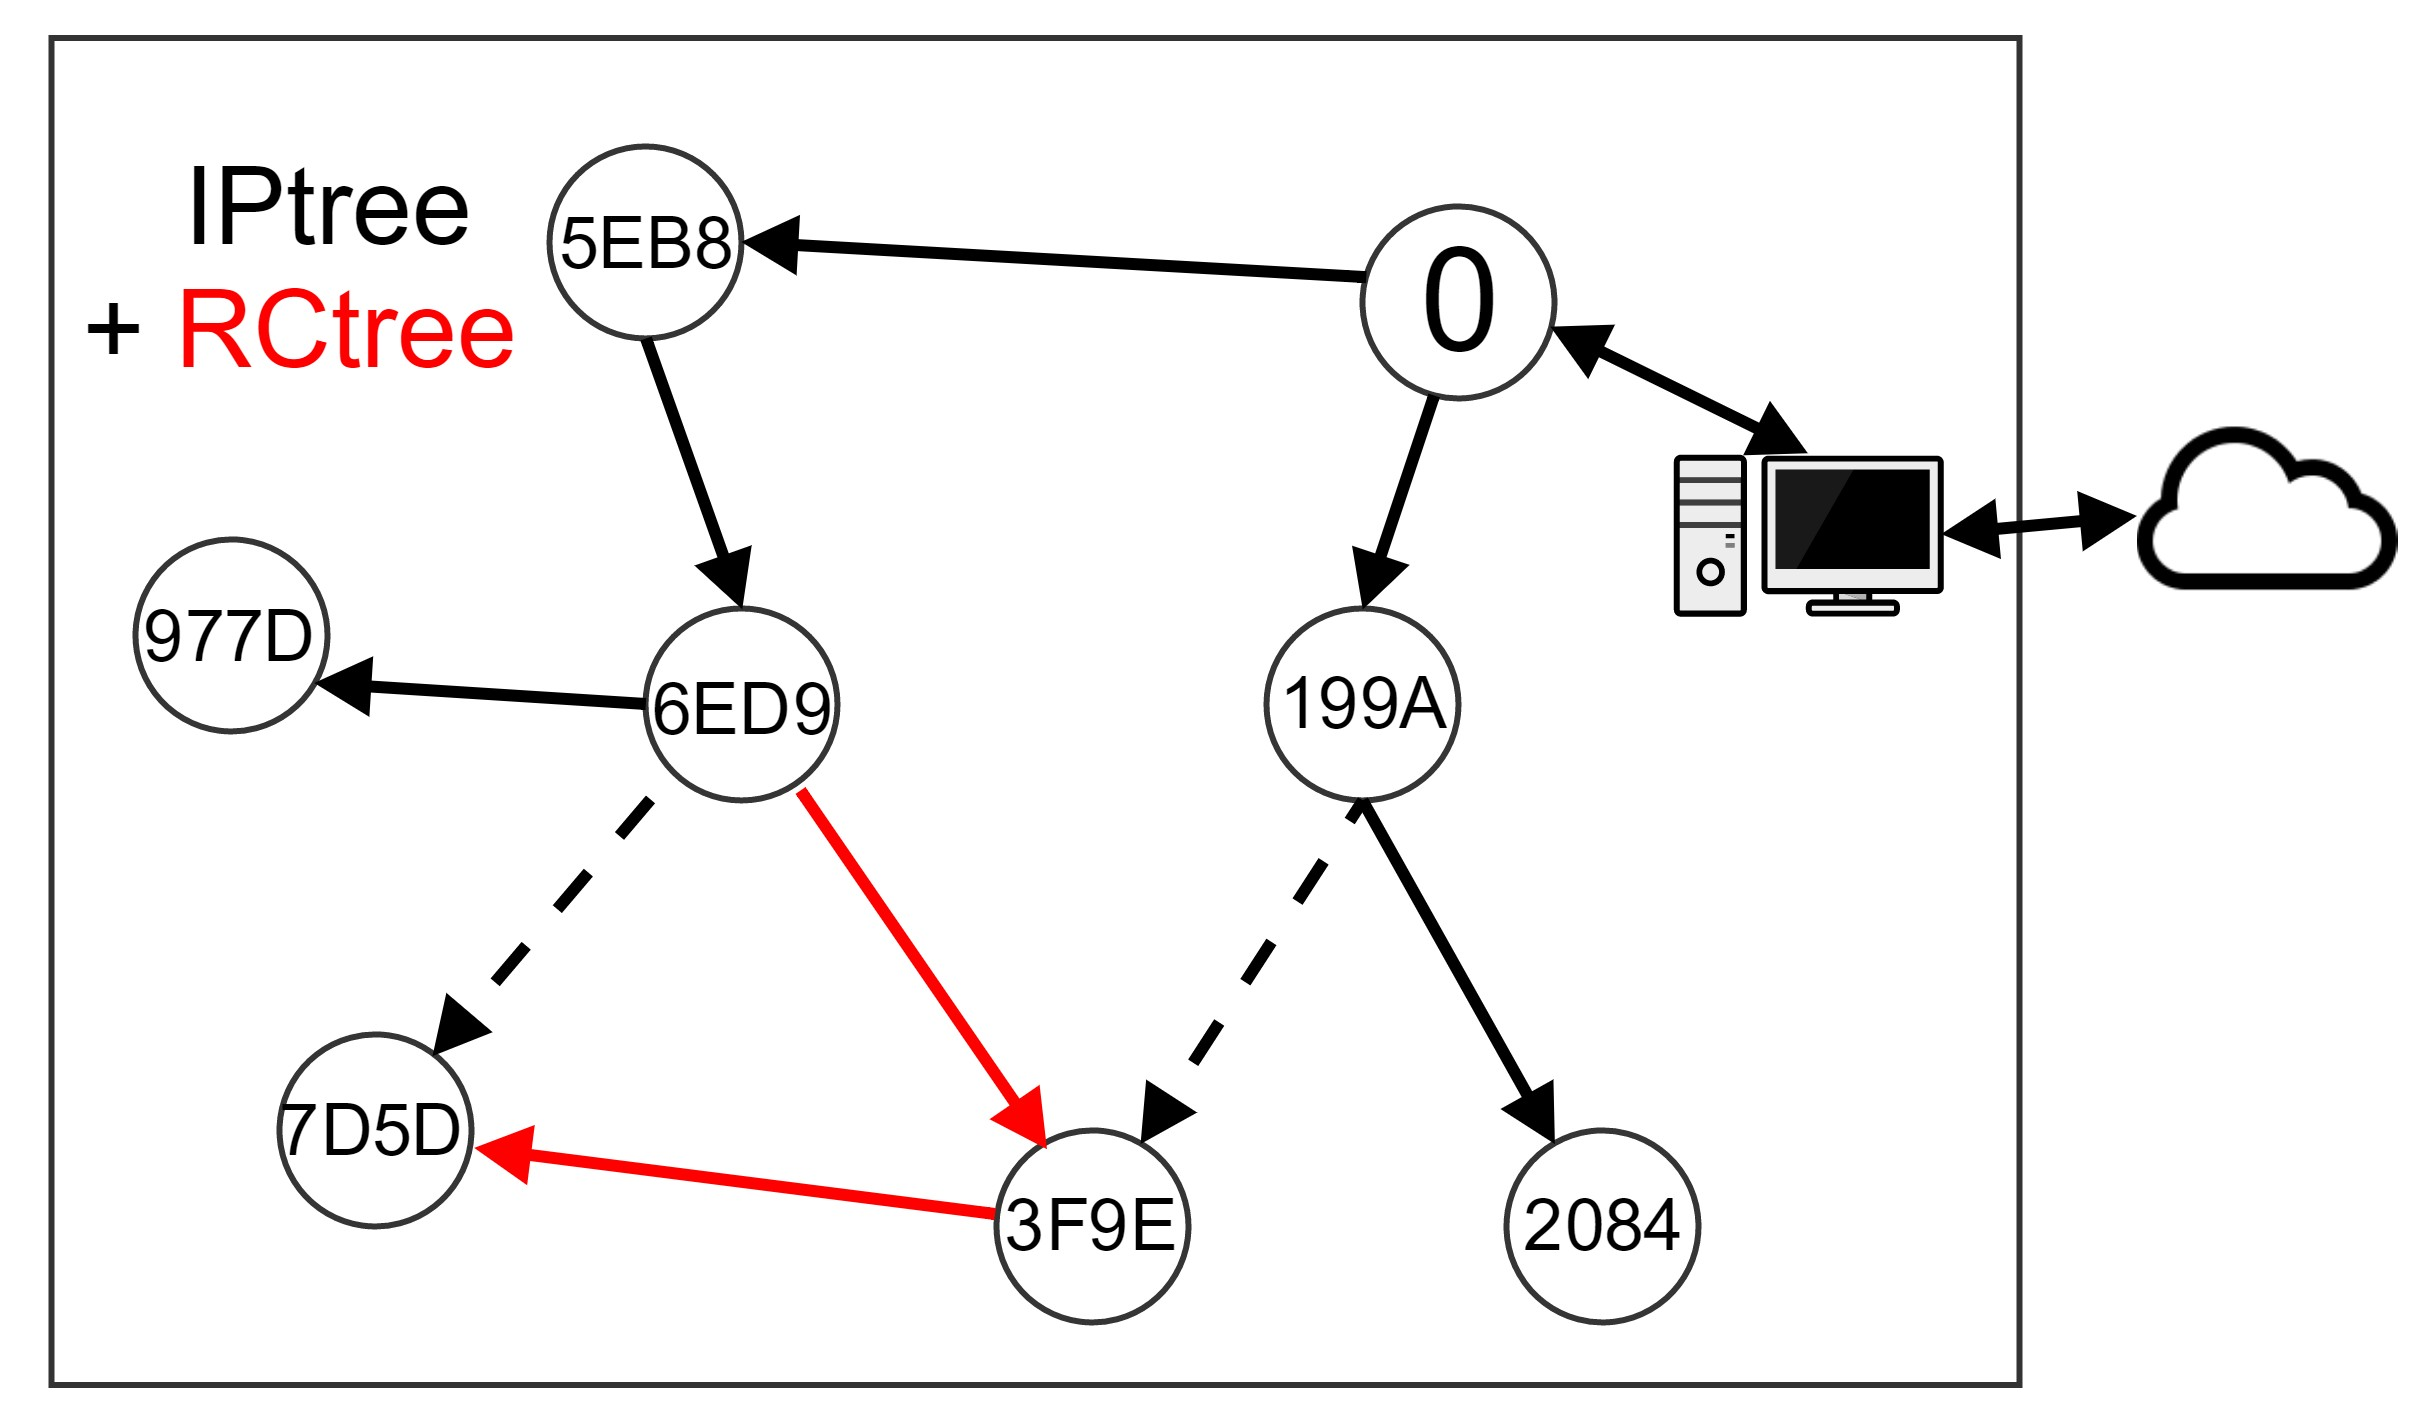 IPtree
+ RCtree
5EB8
0
977D
6ED9
199A
7D5D
3F9E
2084